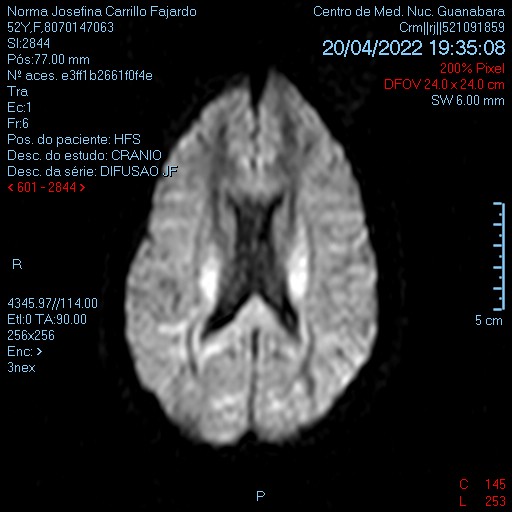 Norma Josefina Carrillo Fajardo
52Y,F,8070147063
Sl:2844
Pós:77.00 mm
Nº aces. e3ff1b2661f0f4e
Tra
Ec:1
Fr:6
Pos. do paciente: HFS
Desc. do estudo: CRANIO
Desc. da série: DIFUSAO JF
< 601 - 2844 >
Centro de Med. Nuc. Guanabara
Crm||rj||521091859
20/04/2022 19:35:08
200% Pixel
DFOV 24.0 x 24.0 cm
SW 6.00 mm
R
4345.97//114.00
Etl:0 TA:90.00
256x256
Enc: >
3nex
5 cm
P
C 145
L 253